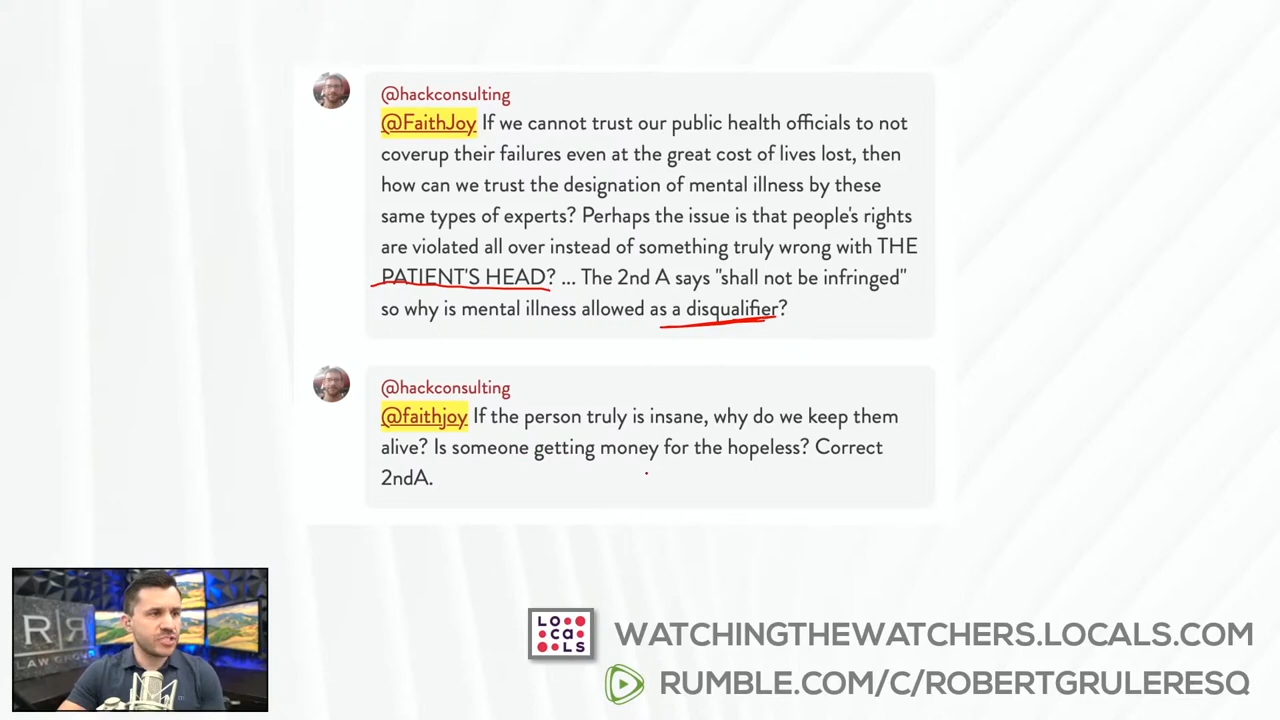 @hackconsulting
@FaithJoy If we cannot trust our public health officials to not
coverup their failures even at the great cost of lives lost, then
how can we trust the designation of mental illness by these
same types of experts? Perhaps the issue is that people's rights
are violated all over instead of something truly wrong with THE
PATIENT'S HEAD? ... The 2nd A says "shall not be infringed"
so why is mental illness allowed as a disqualifier?
@hackconsulting
@faithjoy If the person truly is insane, why do we keep them
alive? Is someone getting money for the hopeless? Correct
2ndA.
R|R
LAW GROUP
LOcaLS
WATCHINGTHEWATCHERS.LOCALS.COM
RUMBLE.COM/C/ROBERTGRULERESQ